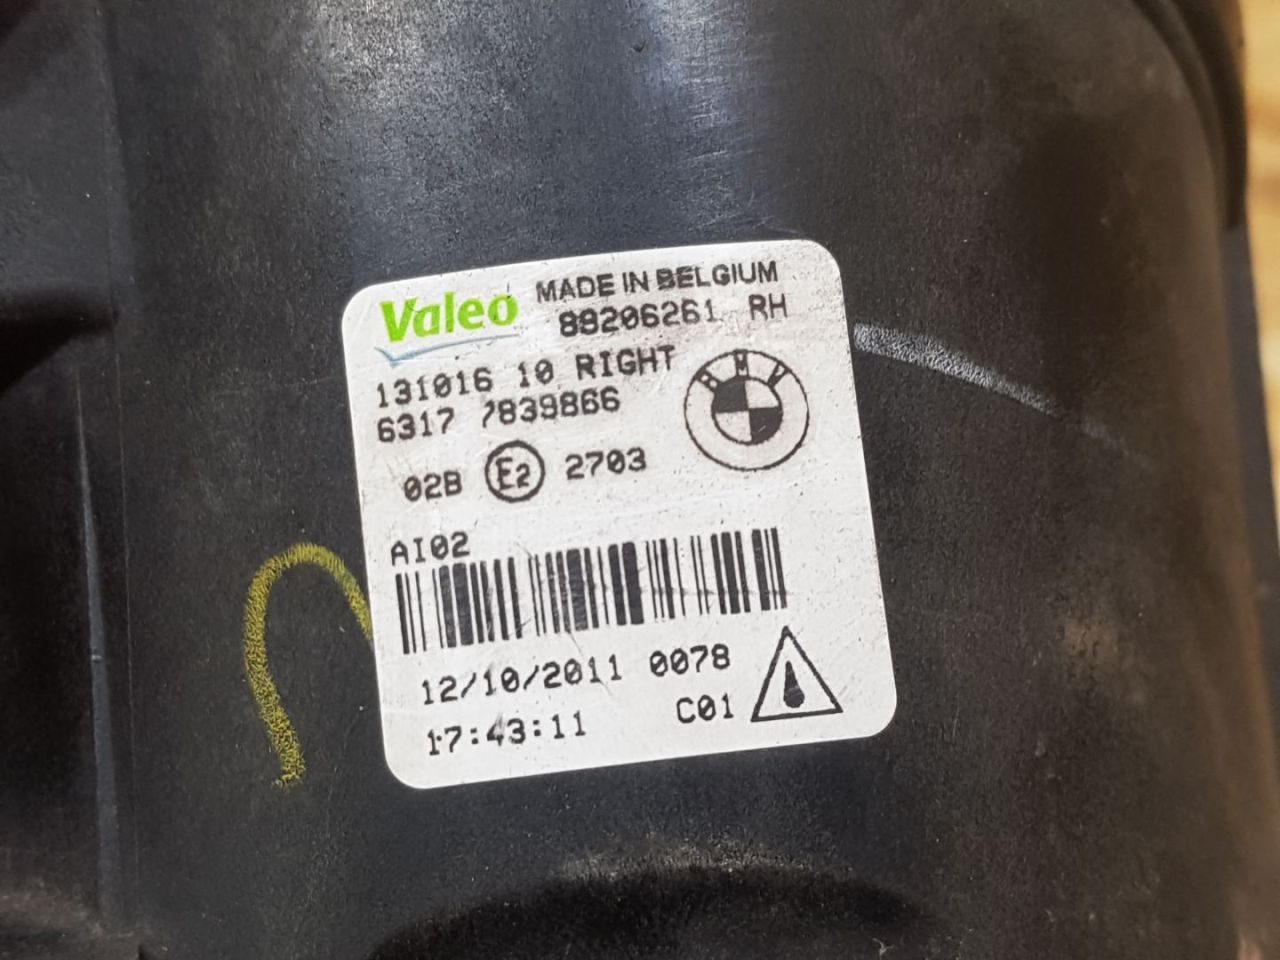 Valeo MADE IN BELGIUM
89206261 RH
131016 10 RIGHT
6317 7839866
BMW
02B E2 2703
AI02
12/10/2011 0078
17:43:11 C01